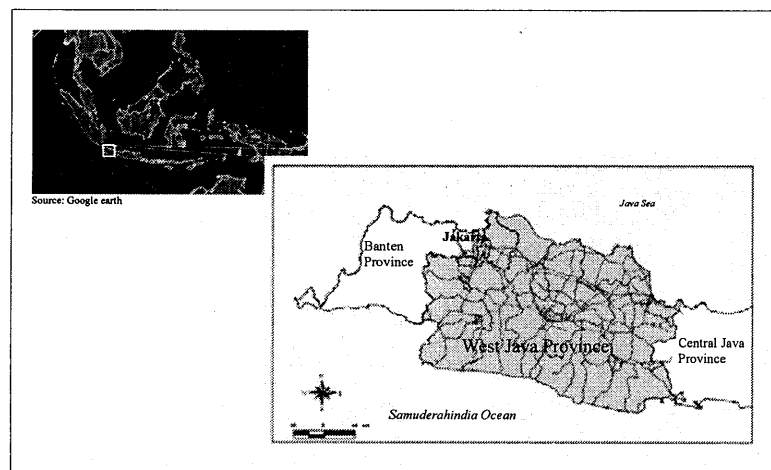 Source: Google earth
Java Sea
Jakarta
Banten
Province
West Java Province
Central Java
Province
Samuderahindia Ocean